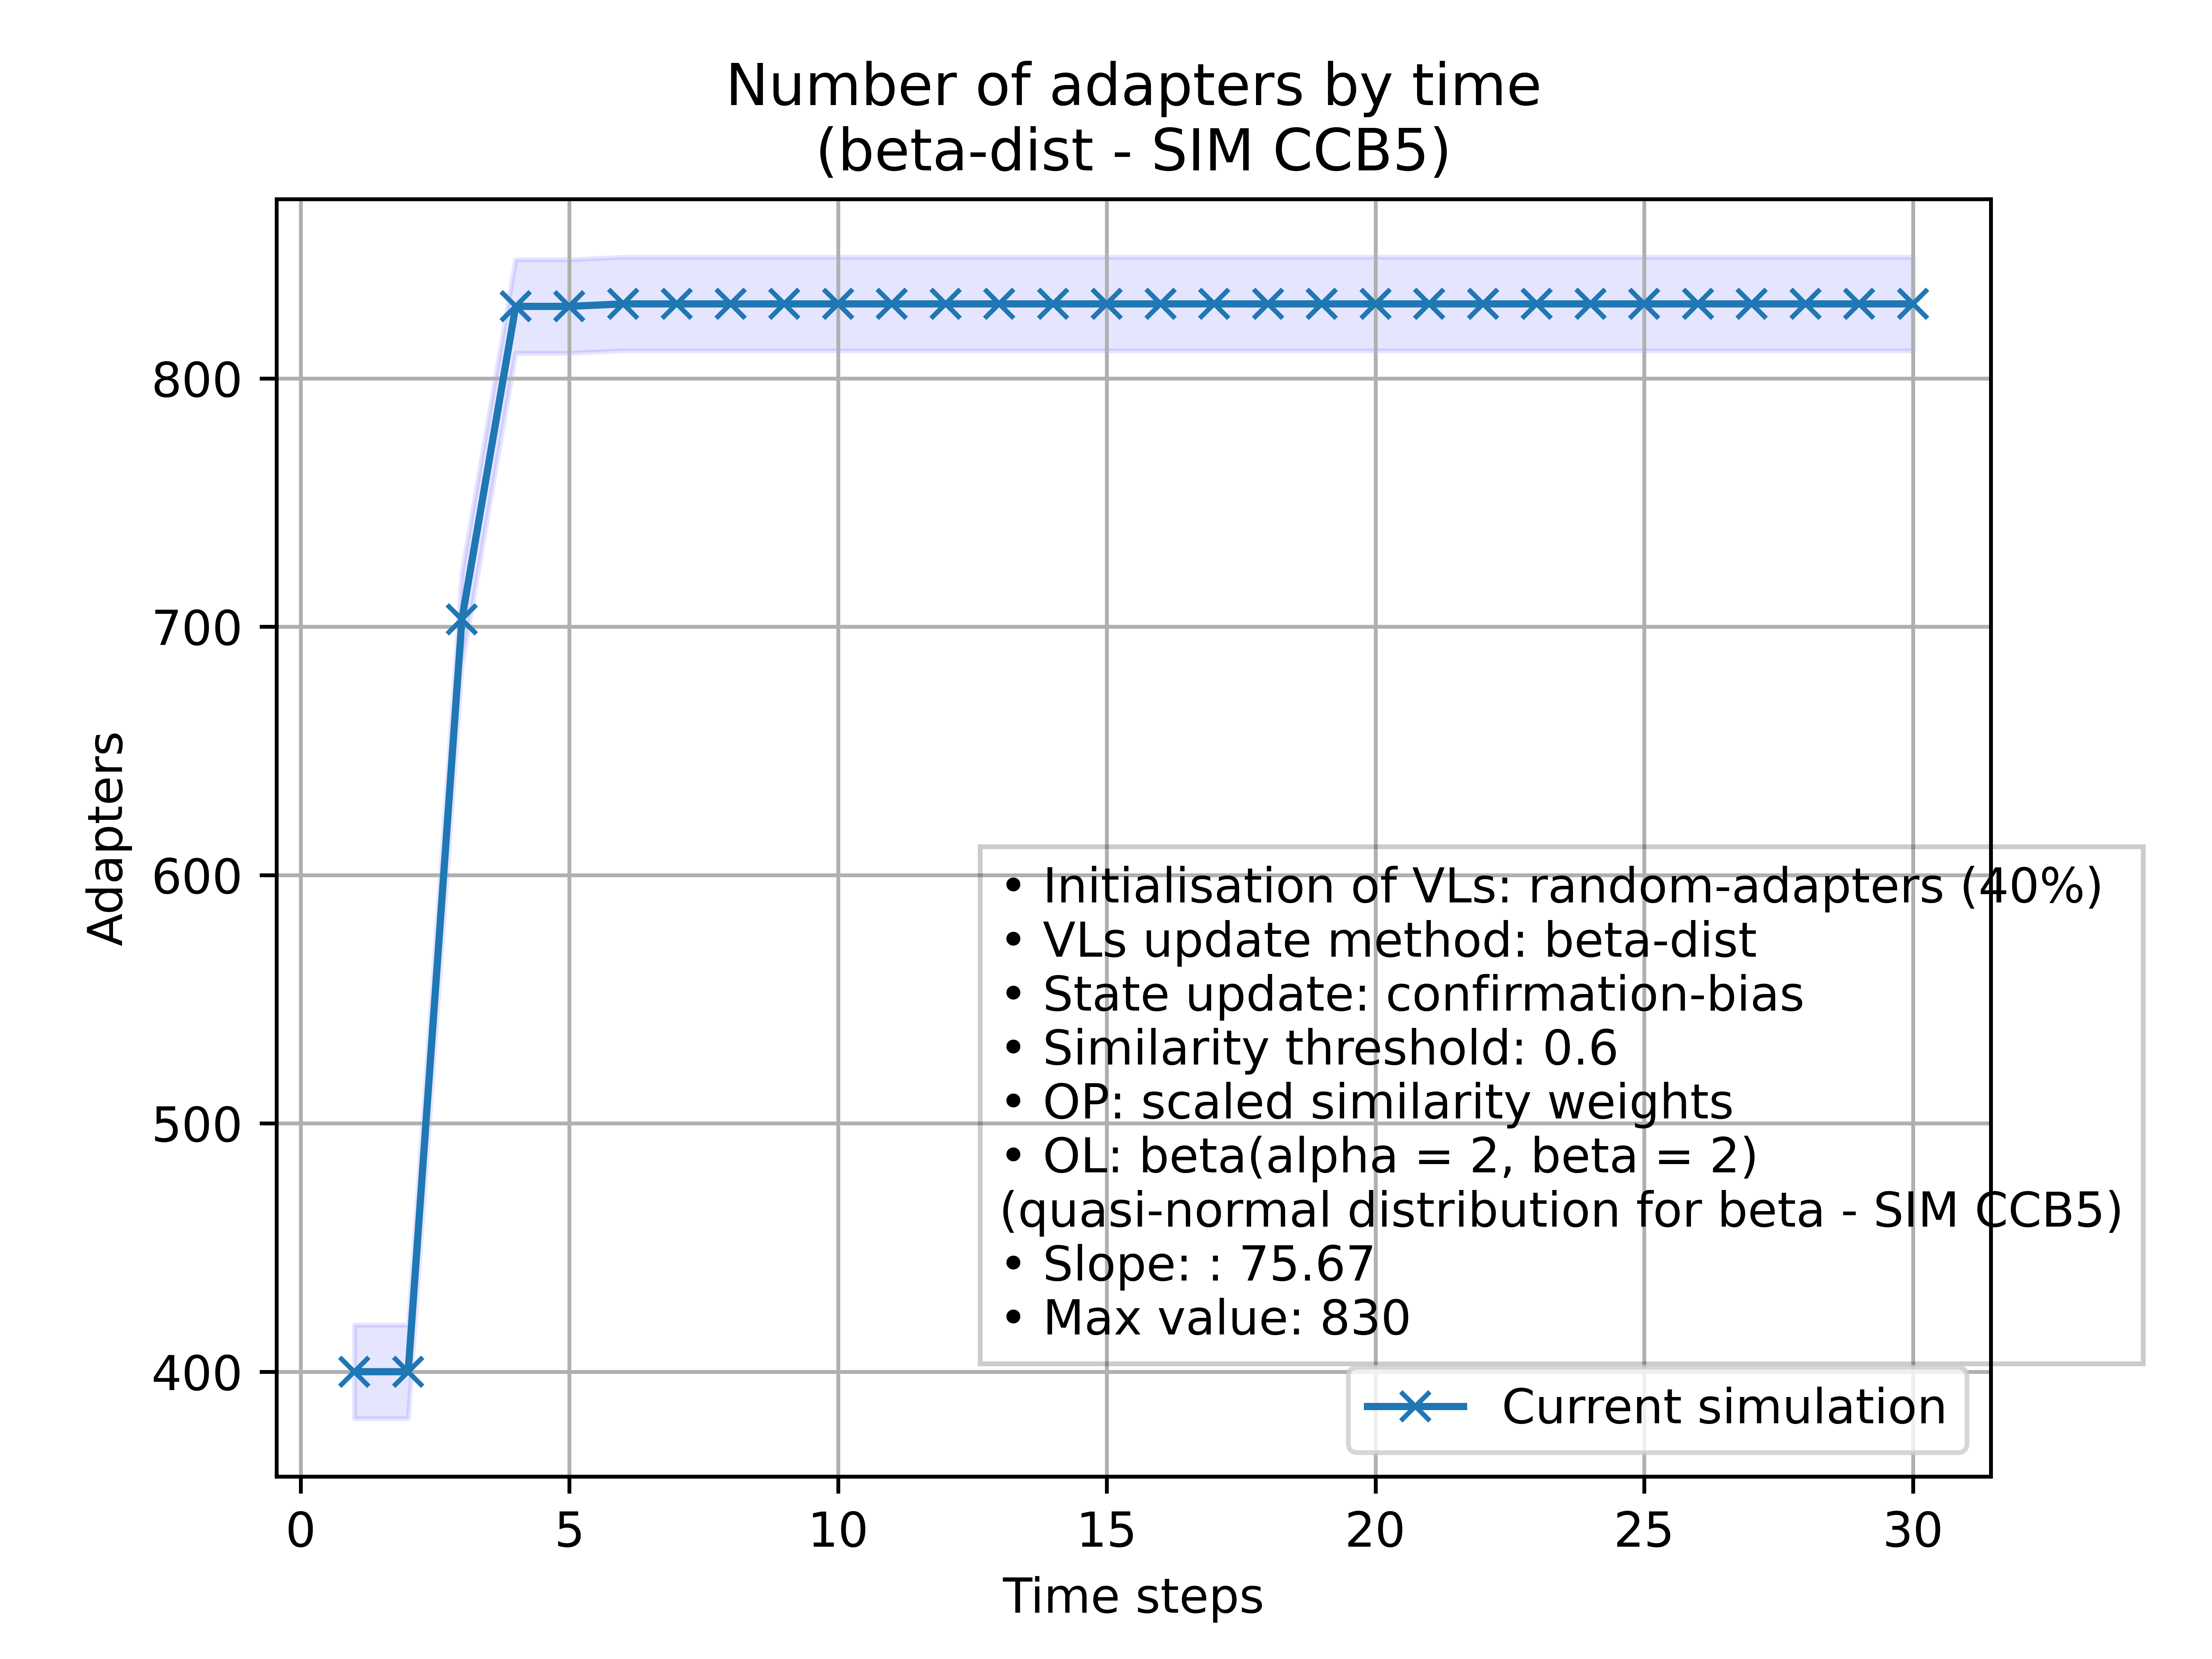 Number of adapters by time
(beta-dist - SIM CCB5)
Adapters
800
700
600
500
400
• Initialisation of VLs: random-adapters (40%)
• VLs update method: beta-dist
• State update: confirmation-bias
• Similarity threshold: 0.6
• OP: scaled similarity weights
• OL: beta(alpha = 2, beta = 2)
(quasi-normal distribution for beta - SIM CCB5)
• Slope: : 75.67
• Max value: 830
Current simulation
0 5 10 15 20 25 30
Time steps